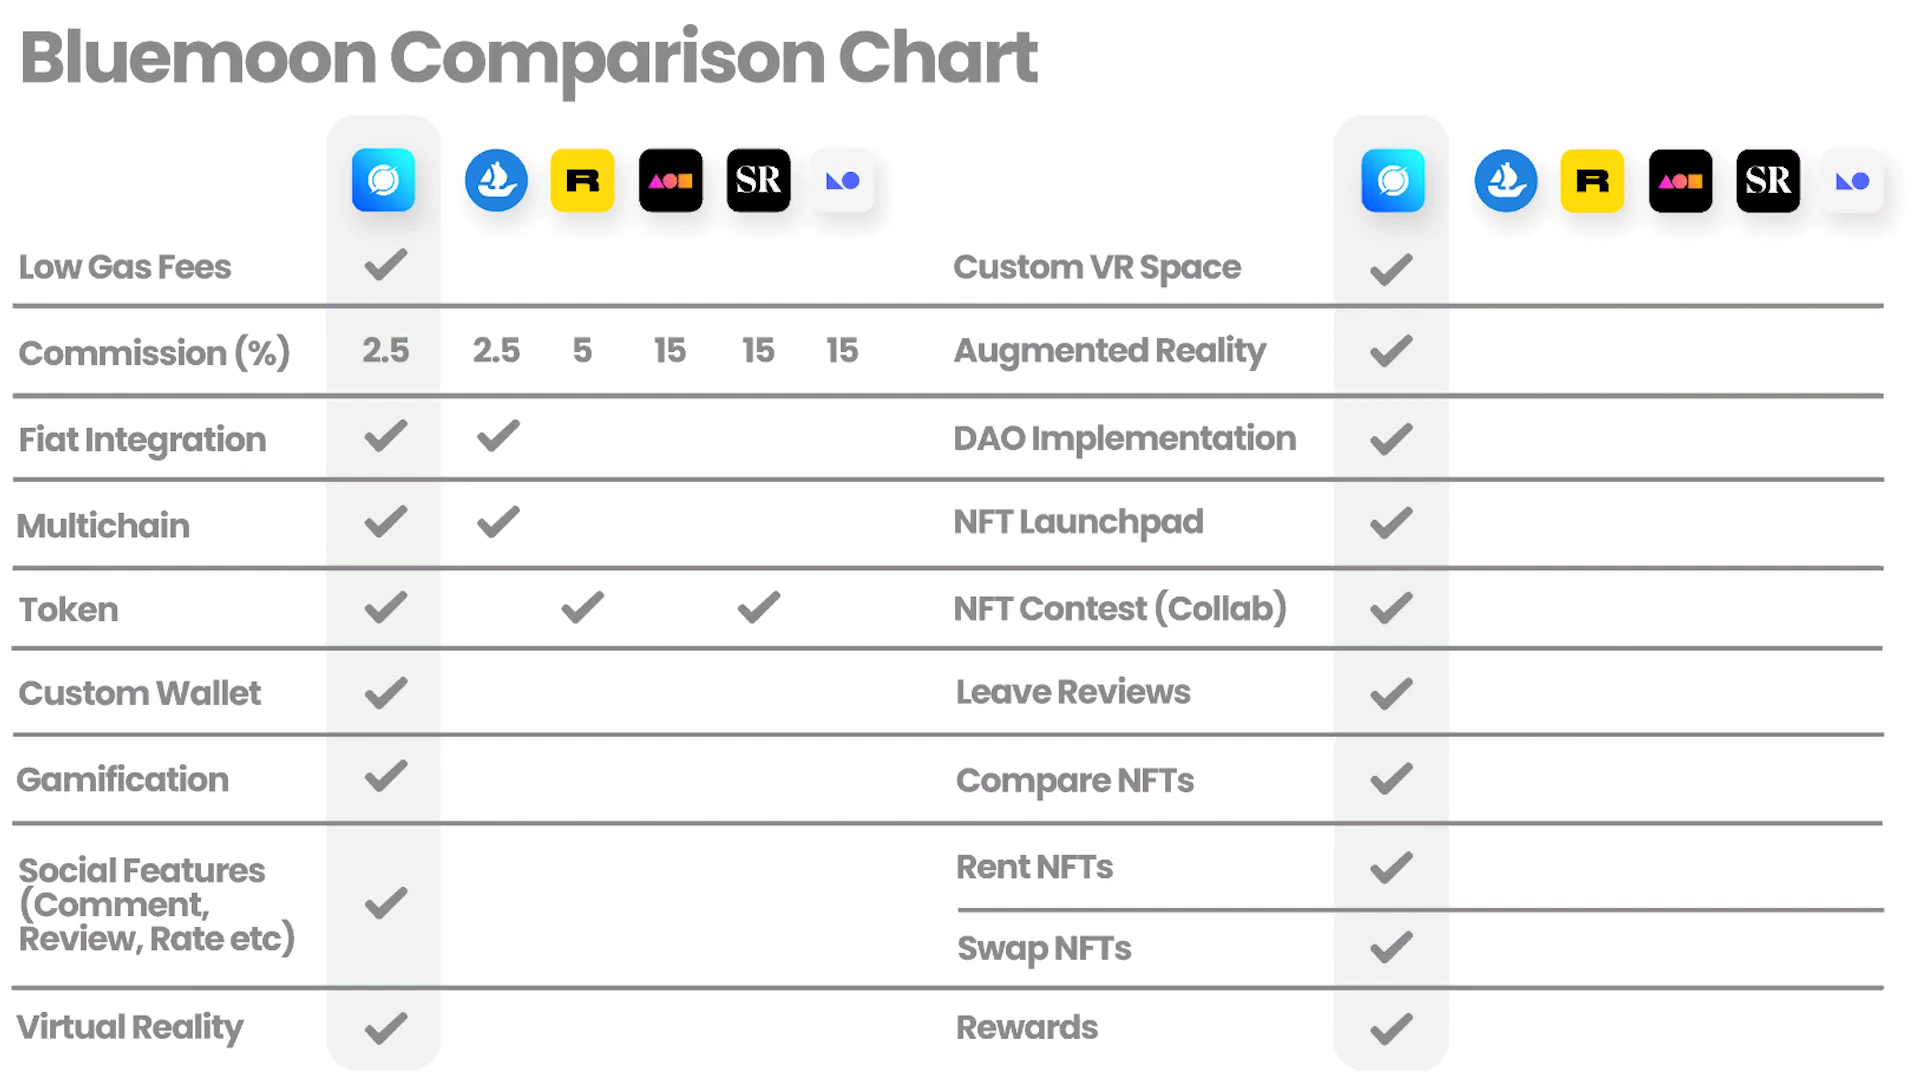 Bluemoon Comparison Chart
R SR
R SR
Low Gas Fees
Commission (%) 2.5 2.5 5 15 15 15
Fiat Integration
Multichain
Token
Custom Wallet
Gamification
Social Features
(Comment,
Review, Rate etc)
Virtual Reality
Custom VR Space
Augmented Reality
DAO Implementation
NFT Launchpad
NFT Contest (Collab)
Leave Reviews
Compare NFTs
Rent NFTs
Swap NFTs
Rewards